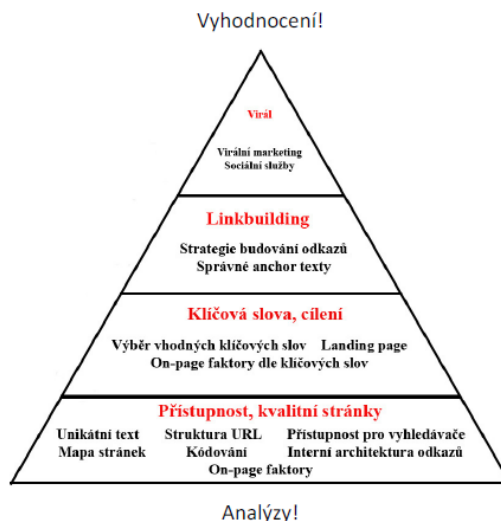 Vyhodnocení!
Virál
Virální marketing
Sociální služby
Linkbuilding
Strategie budování odkazů
Správné anchor texty
Klíčová slova, cílení
Výběr vhodných klíčových slov Landing page
On-page faktory dle klíčových slov
Přístupnost, kvalitní stránky
Unikátní text Struktura URL Přístupnost pro vyhledávače
Mapa stránek Kódování Interní architektura odkazů
On-page faktory
Analýzy!